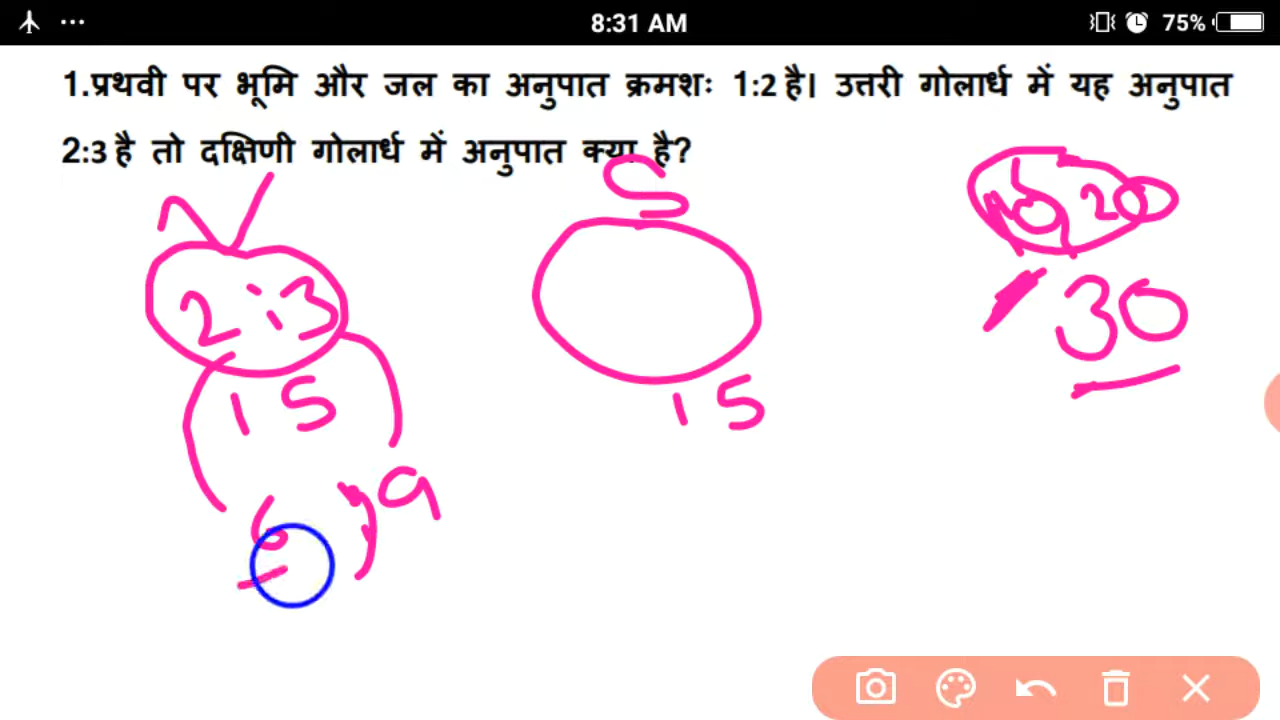 8:31 AM 75%
1.प्रथवी पर भूमि और जल का अनुपात क्रमशः 1:2 है। उत्तरी गोलार्ध में यह अनुपात
2:3 है तो दक्षिणी गोलार्ध में अनुपात क्या है?
N S
10, 20
2:3
30
15 15
6, 9